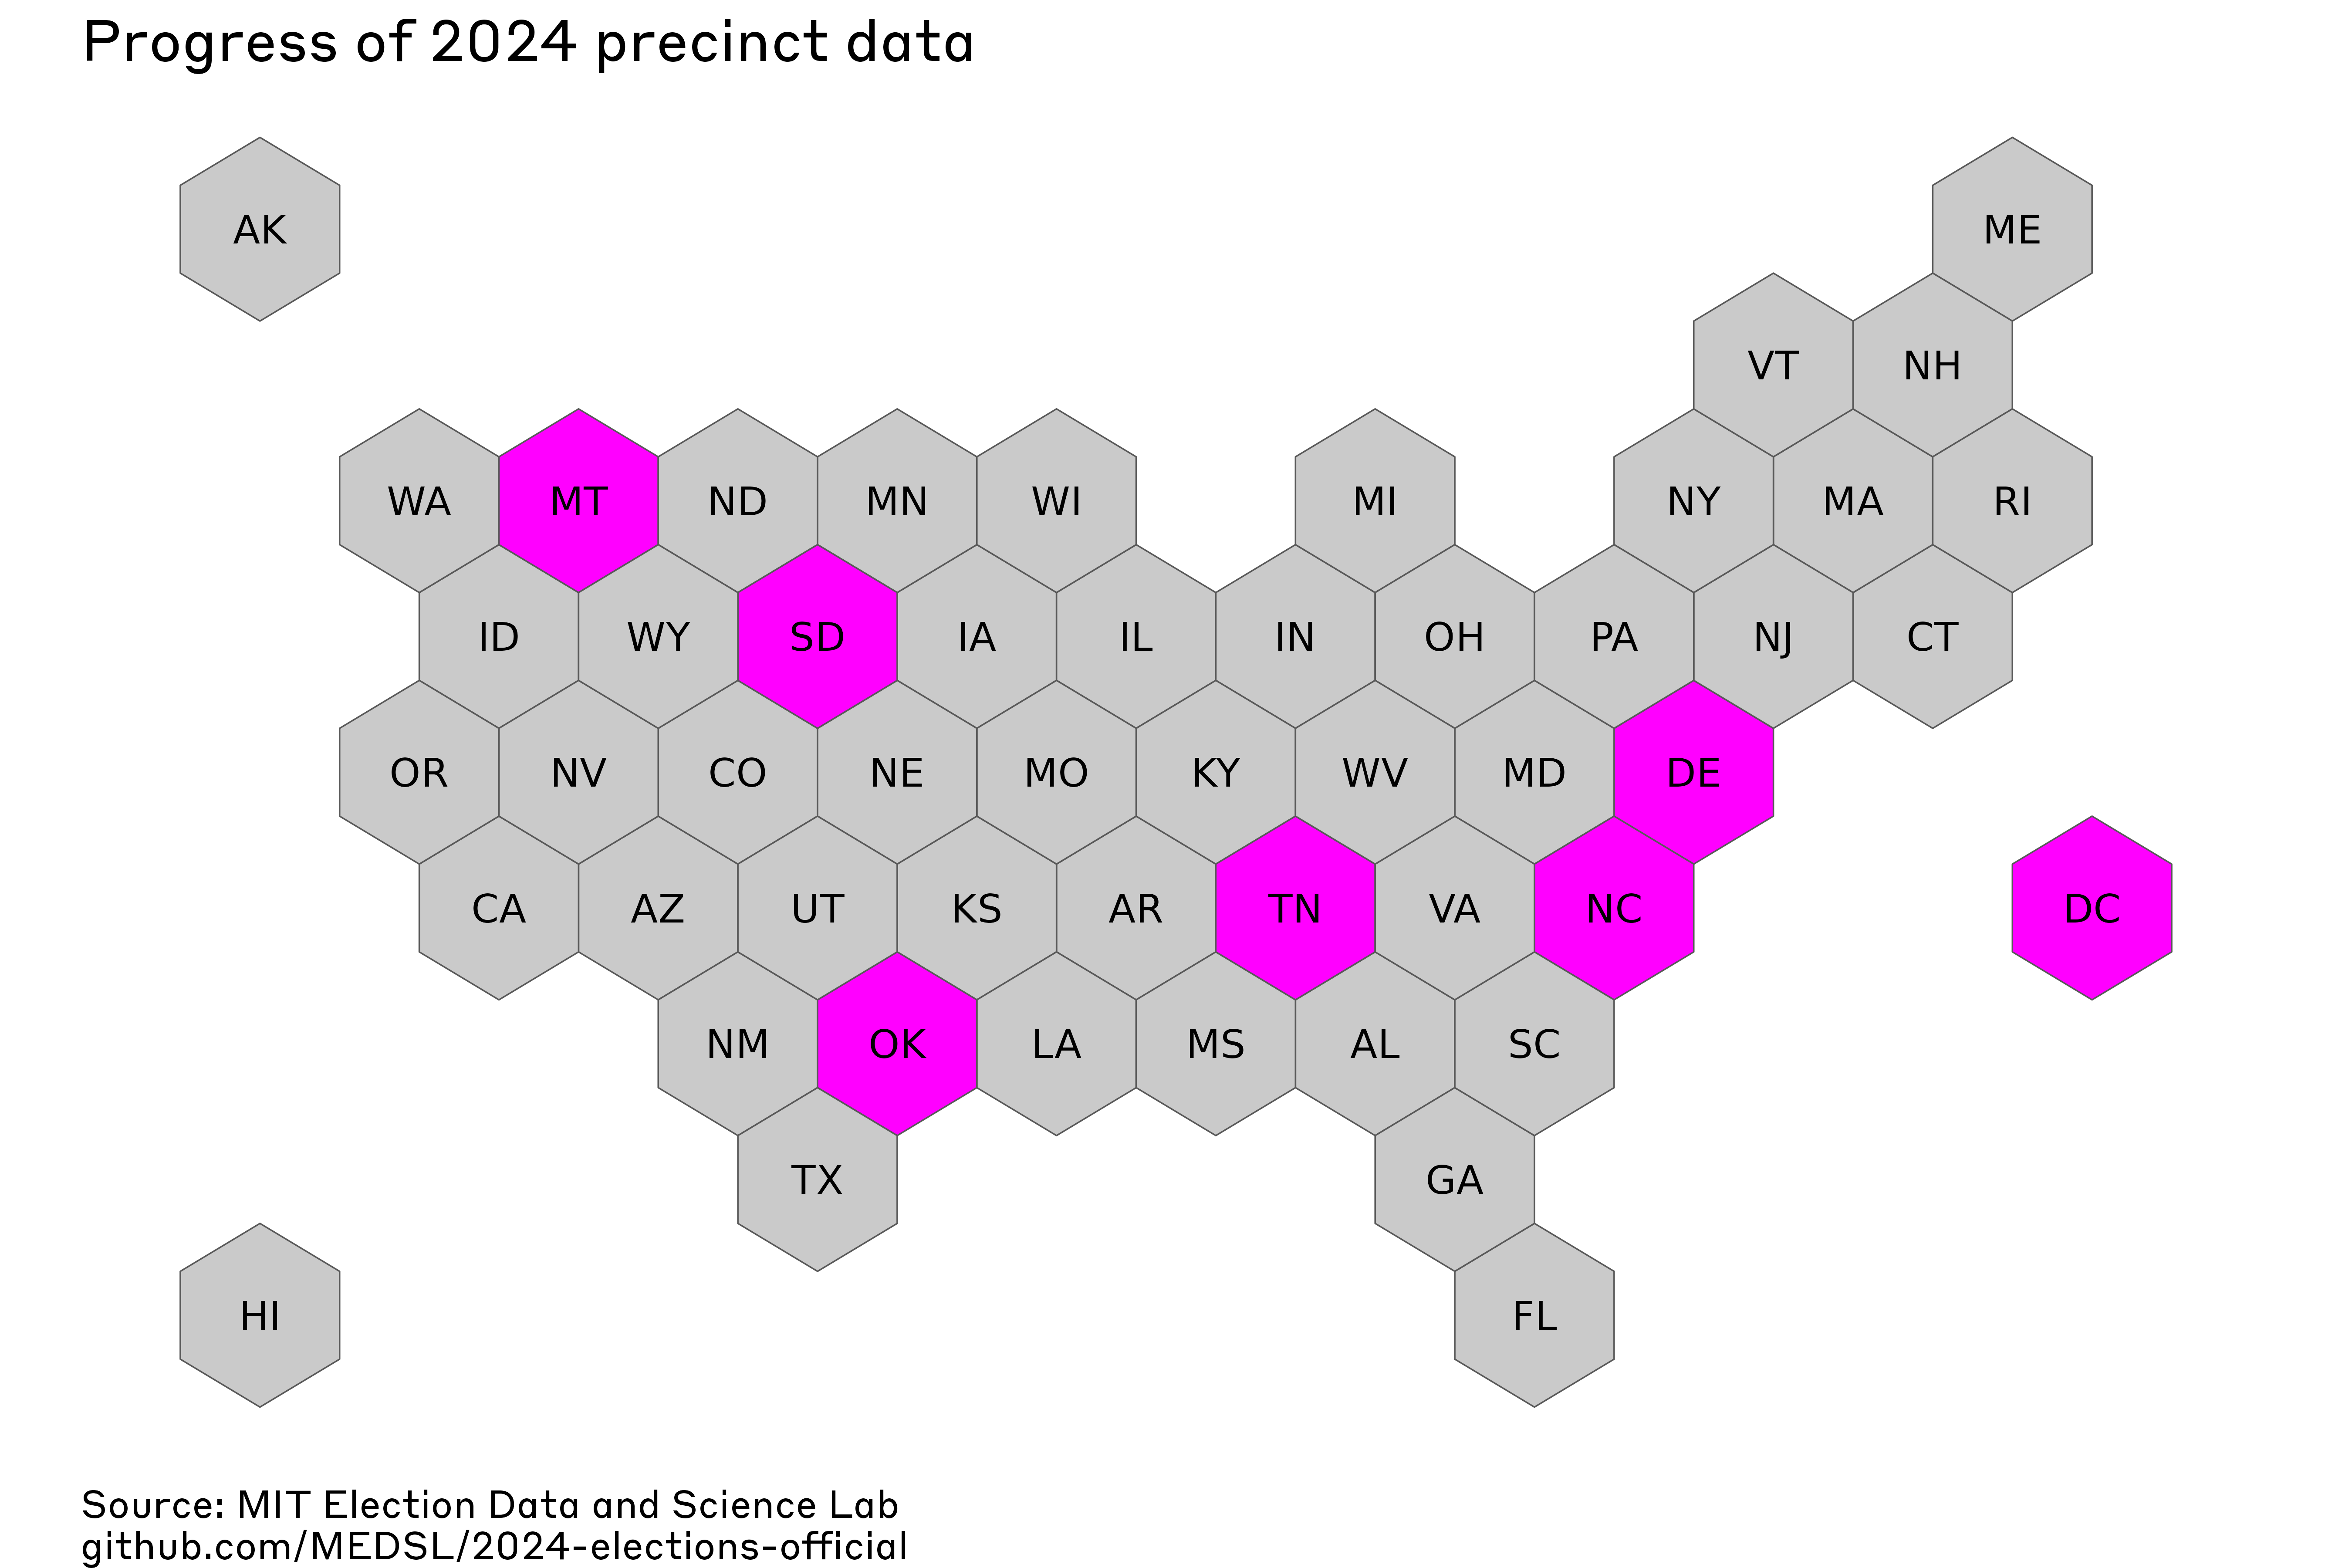 Progress of 2024 precinct data
AK
ME
VT NH
WA MT ND MN WI MI NY MA RI
ID WY SD IA IL IN OH PA NJ CT
OR NV CO NE MO KY WV MD DE
CA AZ UT KS AR TN VA NC DC
NM OK LA MS AL SC
TX GA
HI FL
Source: MIT Election Data and Science Lab
github.com/MEDSL/2024-elections-official